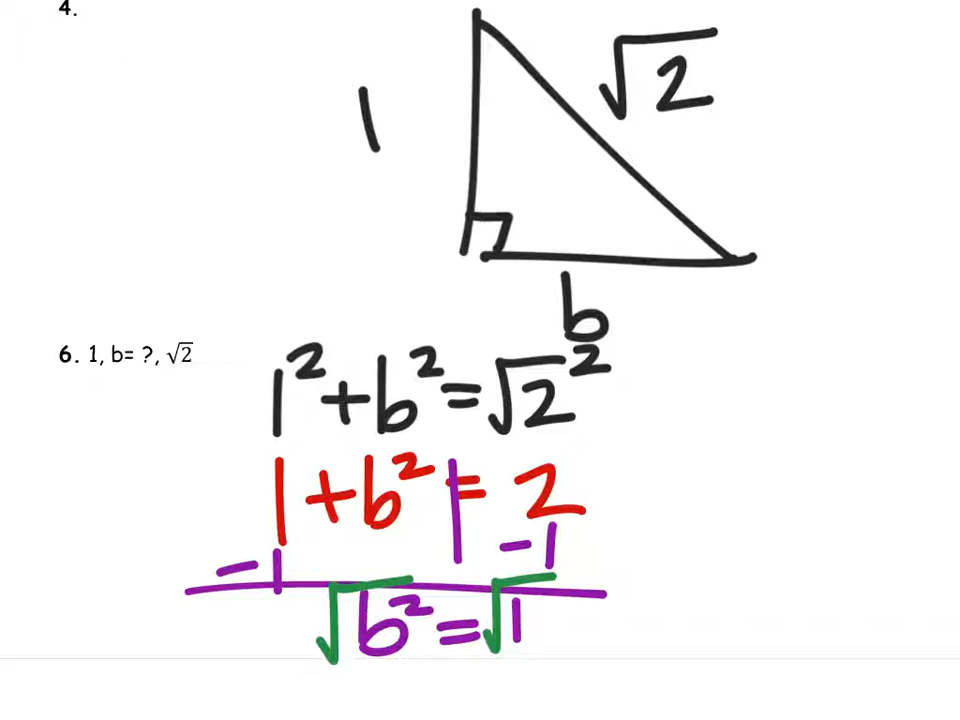 4.
1
√2
b
6. 1, b= ?, √2
1² + b² = √2²
1 + b² = 2
-1 -1
√b² = √1